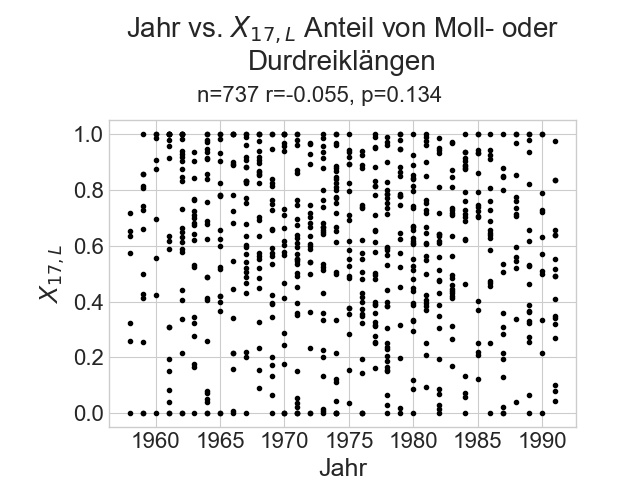 Jahr vs. X17,L Anteil von Moll- oder
Durdreiklängen
n=737 r=-0.055, p=0.134
1.0
0.8
0.6
0.4
0.2
0.0
X17,L
1960 1965 1970 1975 1980 1985 1990
Jahr